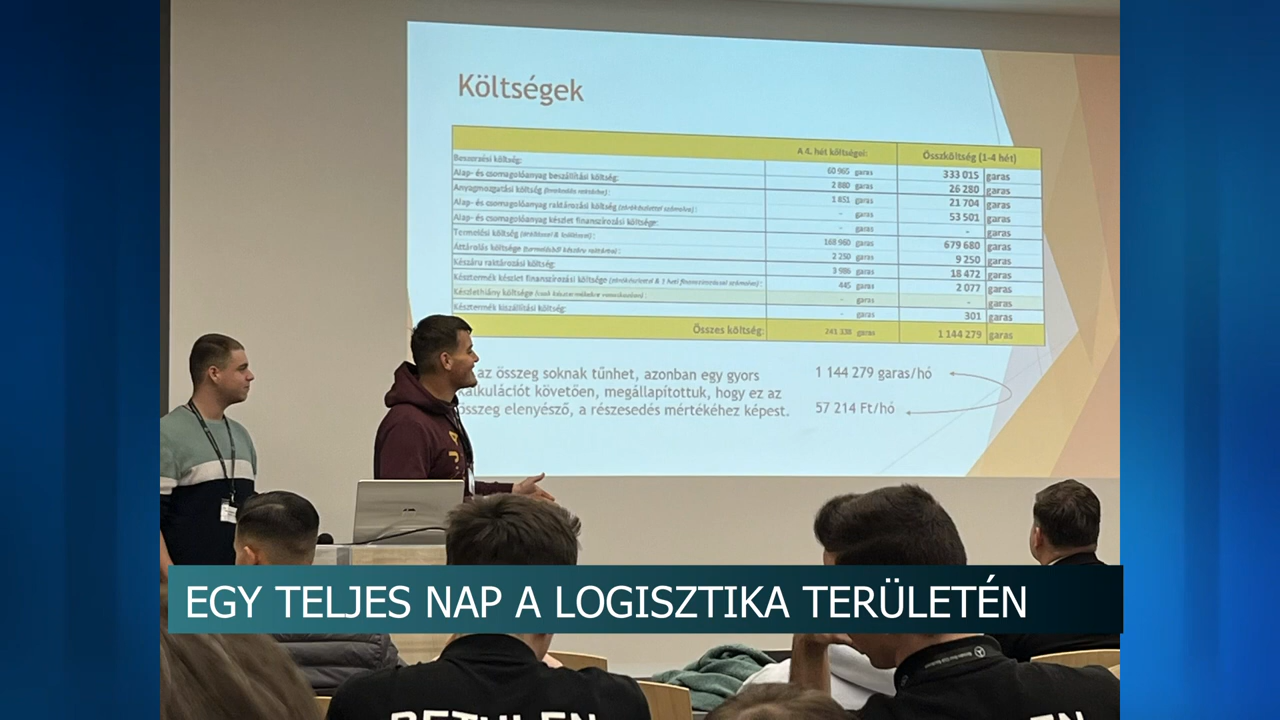 Költségek
A 4. hét költségei: Összköltség (1-4 hét)
Beszerzési költség: 60 965 garas 333 015 garas
Alap- és csomagolóanyag beszállítási költség: 2 880 garas 26 280 garas
Anyagmozgatási költség 1 851 garas 21 704 garas
Alap- és csomagolóanyag raktározási költség - garas 53 501 garas
Alap- és csomagolóanyag készlet finanszírozási költsége: - garas - garas
Termelési költség 168 960 garas 679 680 garas
Áttárolás költsége 2 250 garas 9 250 garas
Készáru raktározási költség: 3 986 garas 18 472 garas
Késztermék készlet finanszírozási költsége 445 garas 2 077 garas
Készlethiány költsége - garas - garas
Késztermék kiszállítási költség: - garas 301 garas
Összes költség: 241 338 garas 1 144 279 garas
az összeg soknak tűnhet, azonban egy gyors
kalkulációt követően, megállapítottuk, hogy ez az
összeg elenyésző, a részesedés mértékéhez képest.
1 144 279 garas/hó
57 214 Ft/hó
EGY TELJES NAP A LOGISZTIKA TERÜLETÉN
BETHLEN
EN